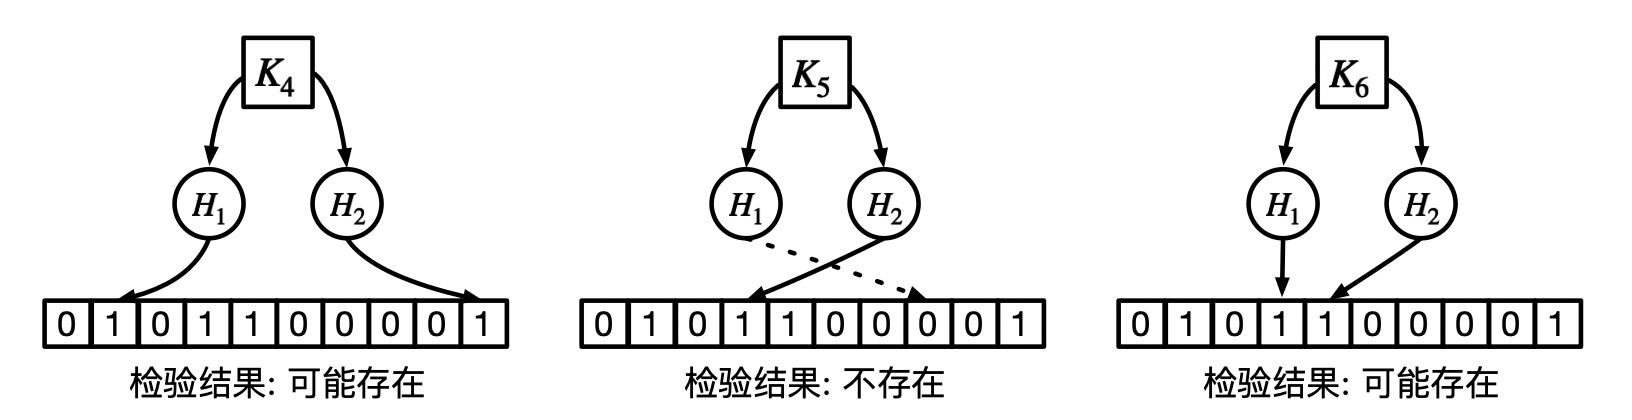 K4 K5 K6
H1 H2 H1 H2 H1 H2
0 1 0 1 1 0 0 0 0 1 0 1 0 1 1 0 0 0 0 1 0 1 0 1 1 0 0 0 0 1
检验结果: 可能存在 检验结果: 不存在 检验结果: 可能存在